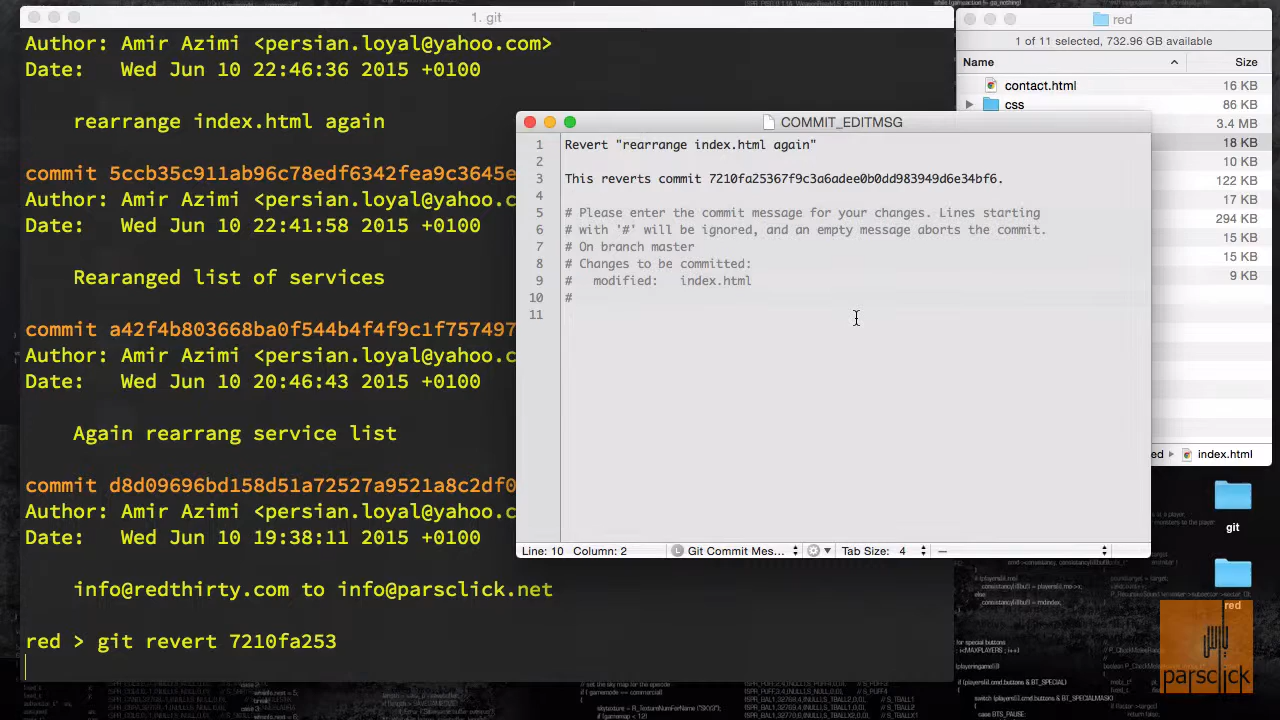 1. git
Author: Amir Azimi <persian.loyal@yahoo.com>
Date:   Wed Jun 10 22:46:36 2015 +0100
rearrange index.html again
commit 5ccb35c911ab96c78edf6342fea9c3645e
Author: Amir Azimi <persian.loyal@yahoo.c
Date:   Wed Jun 10 22:41:58 2015 +0100
Rearanged list of services
commit a42f4b803668ba0f544b4f4f9c1f757497
Author: Amir Azimi <persian.loyal@yahoo.c
Date:   Wed Jun 10 20:46:43 2015 +0100
Again rearrang service list
commit d8d09696bd158d51a72527a9521a8c2df0
Author: Amir Azimi <persian.loyal@yahoo.c
Date:   Wed Jun 10 19:38:11 2015 +0100
info@redthirty.com to info@parsclick.net
red > git revert 7210fa253
COMMIT_EDITMSG
1 Revert "rearrange index.html again"
2
3 This reverts commit 7210fa25367f9c3a6adee0b0dd983949d6e34bf6.
4
5 # Please enter the commit message for your changes. Lines starting
6 # with '#' will be ignored, and an empty message aborts the commit.
7 # On branch master
8 # Changes to be committed:
9 #   modified:   index.html
10 #
11
Line: 10 Column: 2 Git Commit Mes... Tab Size: 4 —
red
1 of 11 selected, 732.96 GB available
Name Size
contact.html 16 KB
css 86 KB
3.4 MB
18 KB
10 KB
122 KB
17 KB
294 KB
15 KB
15 KB
9 KB
ed index.html
git
red
پارس
parsclick